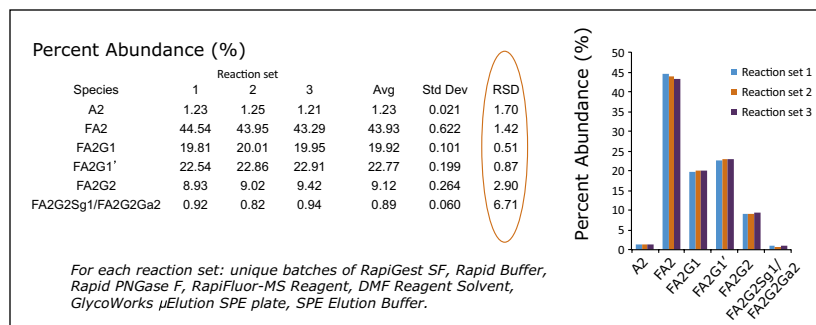 Percent Abundance (%)
Reaction set
Species 1 2 3 Avg Std Dev RSD
A2 1.23 1.25 1.21 1.23 0.021 1.70
FA2 44.54 43.95 43.29 43.93 0.622 1.42
FA2G1 19.81 20.01 19.95 19.92 0.101 0.51
FA2G1’ 22.54 22.86 22.91 22.77 0.199 0.87
FA2G2 8.93 9.02 9.42 9.12 0.264 2.90
FA2G2Sg1/FA2G2Ga2 0.92 0.82 0.94 0.89 0.060 6.71
For each reaction set: unique batches of RapiGest SF, Rapid Buffer,
Rapid PNGase F, RapiFluor-MS Reagent, DMF Reagent Solvent,
GlycoWorks µElution SPE plate, SPE Elution Buffer.
Percent Abundance (%)
50
45
40
35
30
25
20
15
10
5
0
Reaction set 1
Reaction set 2
Reaction set 3
A2
FA2
FA2G1
FA2G1’
FA2G2
FA2G2Sg1/
FA2G2Ga2